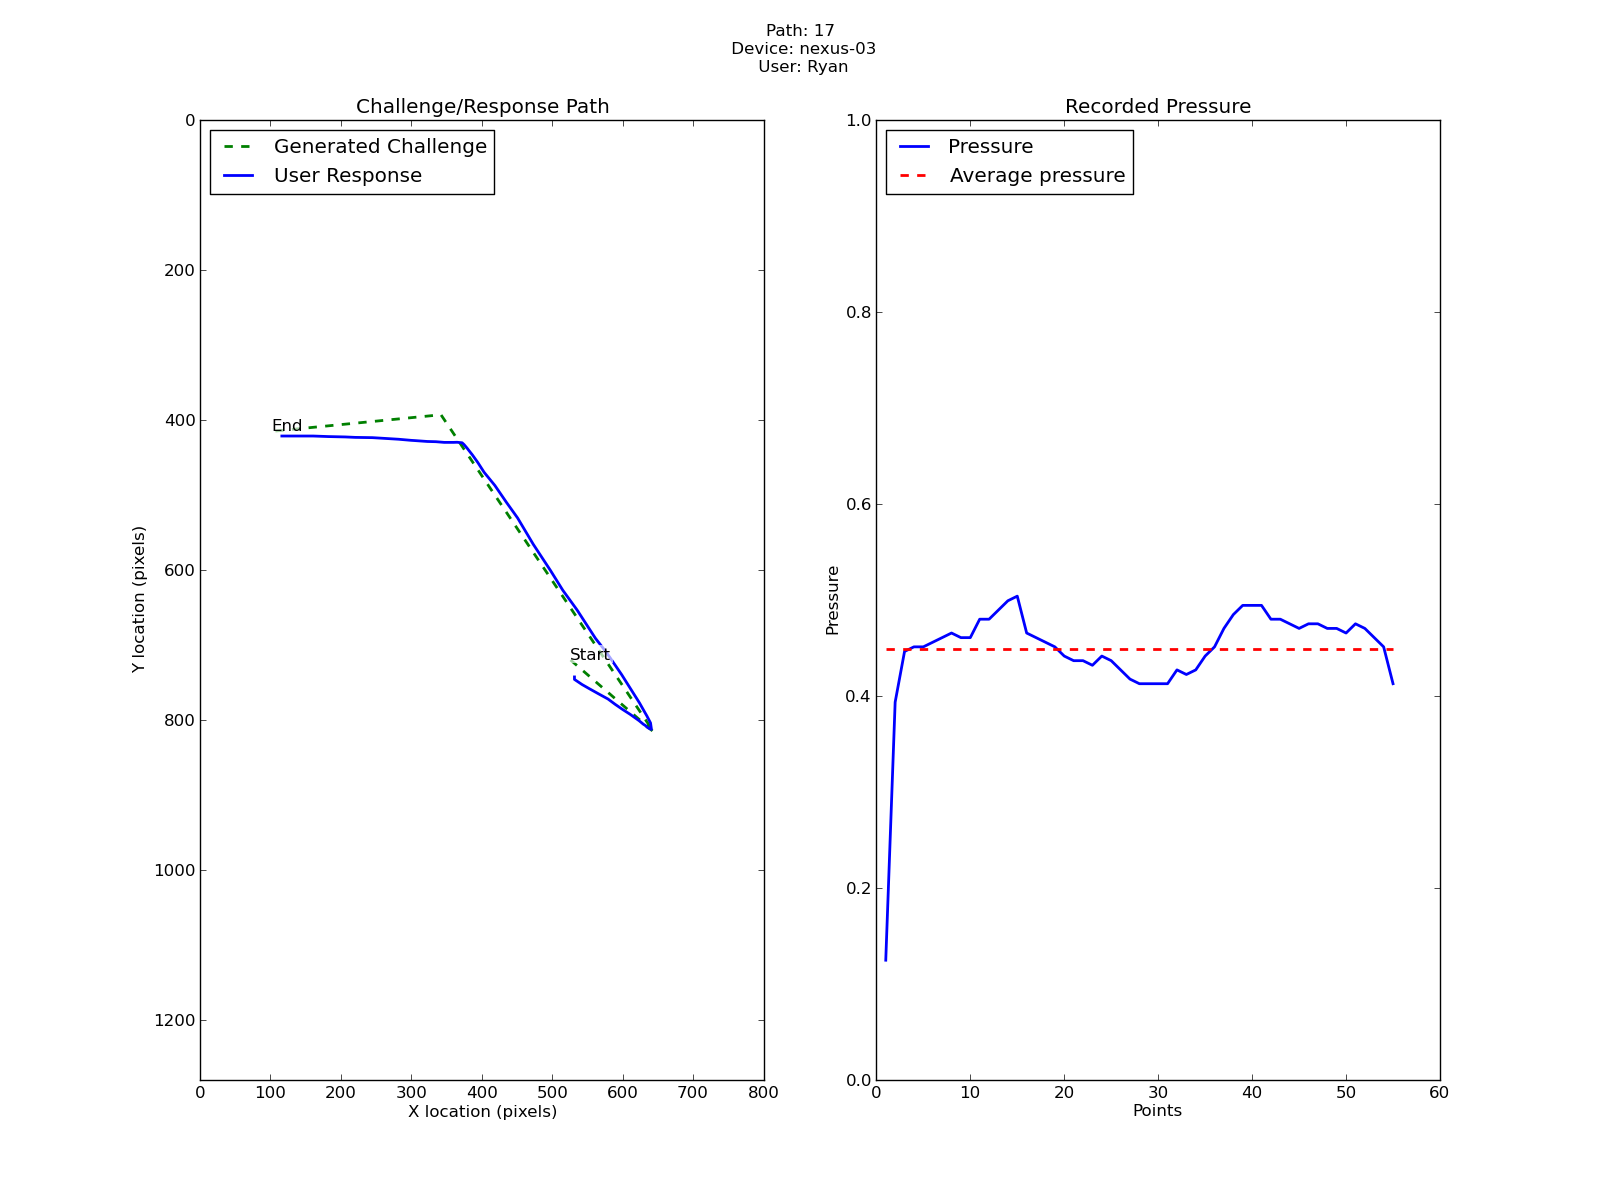 Path: 17
Device: nexus-03
User: Ryan
Challenge/Response Path
Generated Challenge
User Response
0
200
400
600
800
1000
1200
Y location (pixels)
End
Start
0 100 200 300 400 500 600 700 800
X location (pixels)
Recorded Pressure
Pressure
Average pressure
1.0
0.8
0.6
0.4
0.2
0.0
Pressure
0 10 20 30 40 50 60
Points